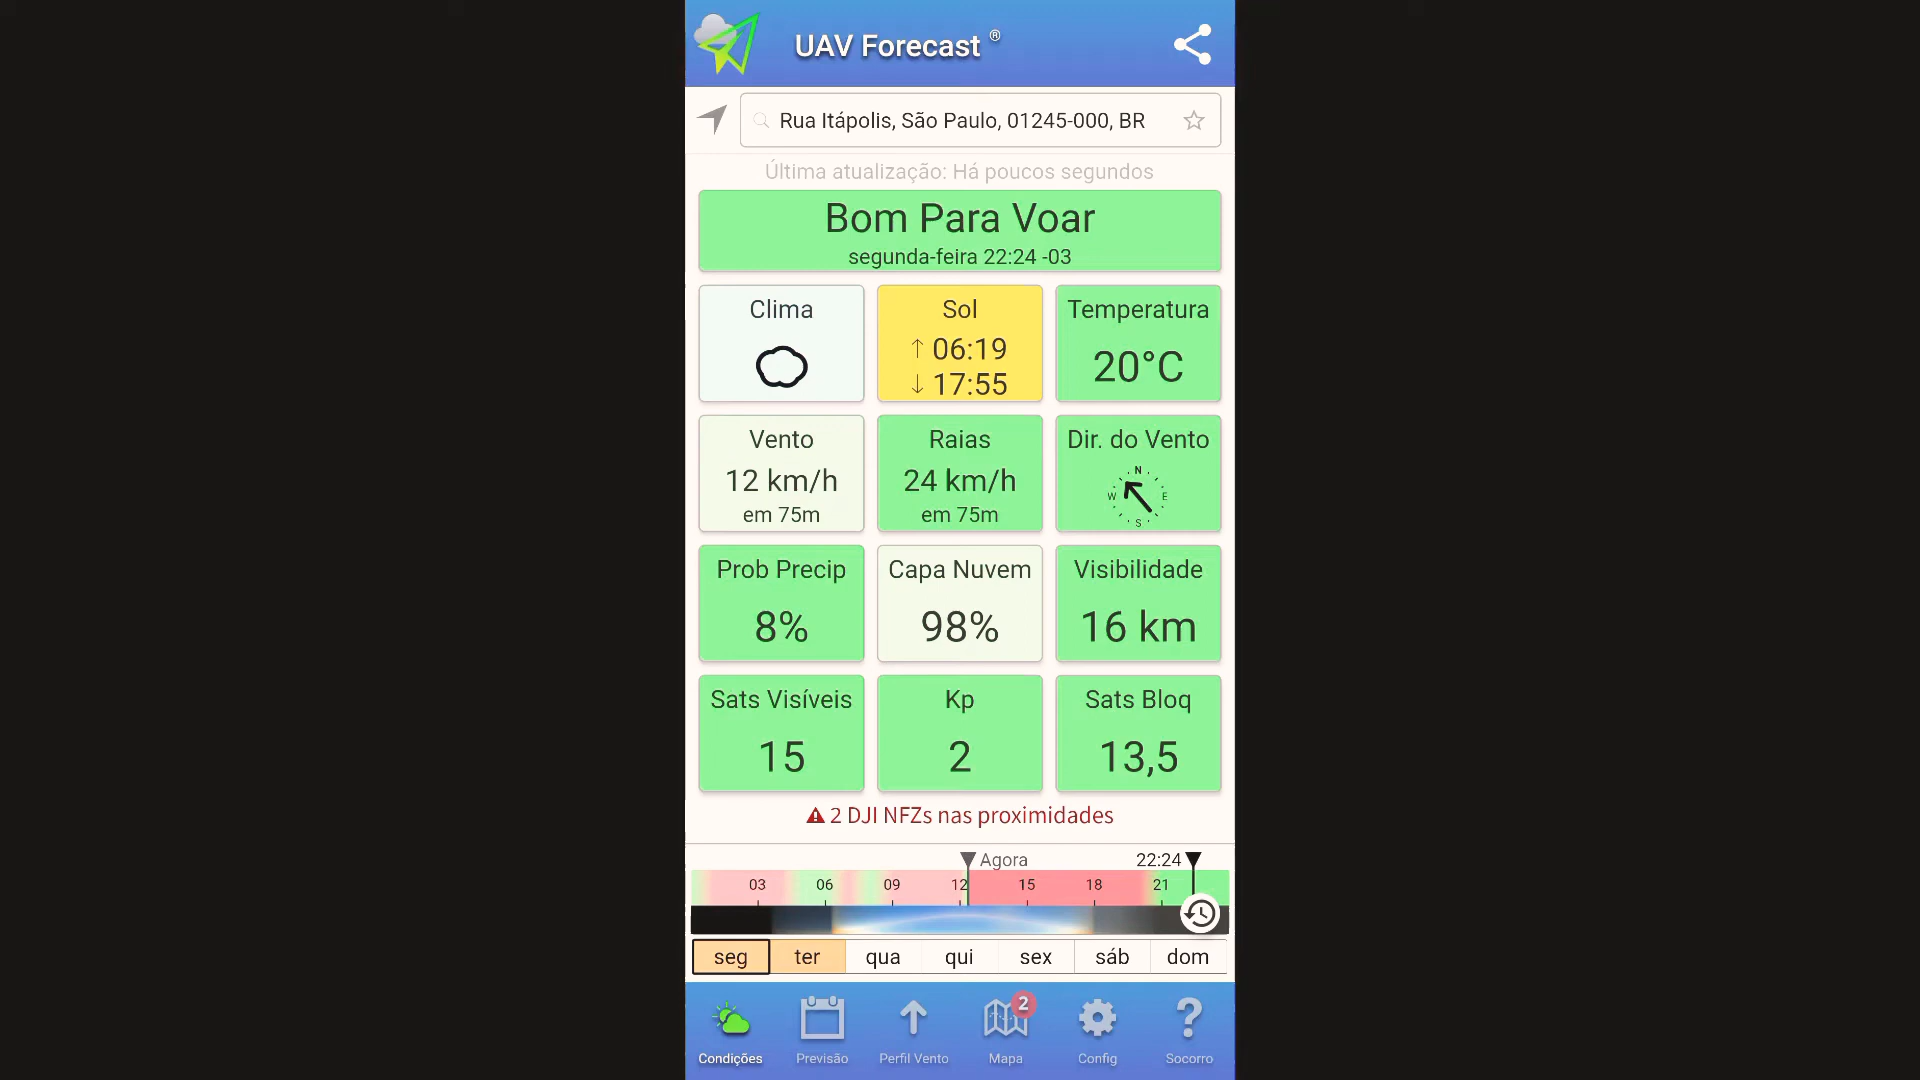 UAV Forecast ®
Rua Itápolis, São Paulo, 01245-000, BR
Última atualização: Há poucos segundos
Bom Para Voar
segunda-feira 22:24 -03
Clima
Sol
↑ 06:19
↓ 17:55
Temperatura
20°C
Vento
12 km/h
em 75m
Raias
24 km/h
em 75m
Dir. do Vento
N
W E
S
Prob Precip
8%
Capa Nuvem
98%
Visibilidade
16 km
Sats Visíveis
15
Kp
2
Sats Bloq
13,5
2 DJI NFZs nas proximidades
Agora 22:24
03 06 09 12 15 18 21
seg ter qua qui sex sáb dom
2
Condições Previsão Perfil Vento Mapa Config Socorro